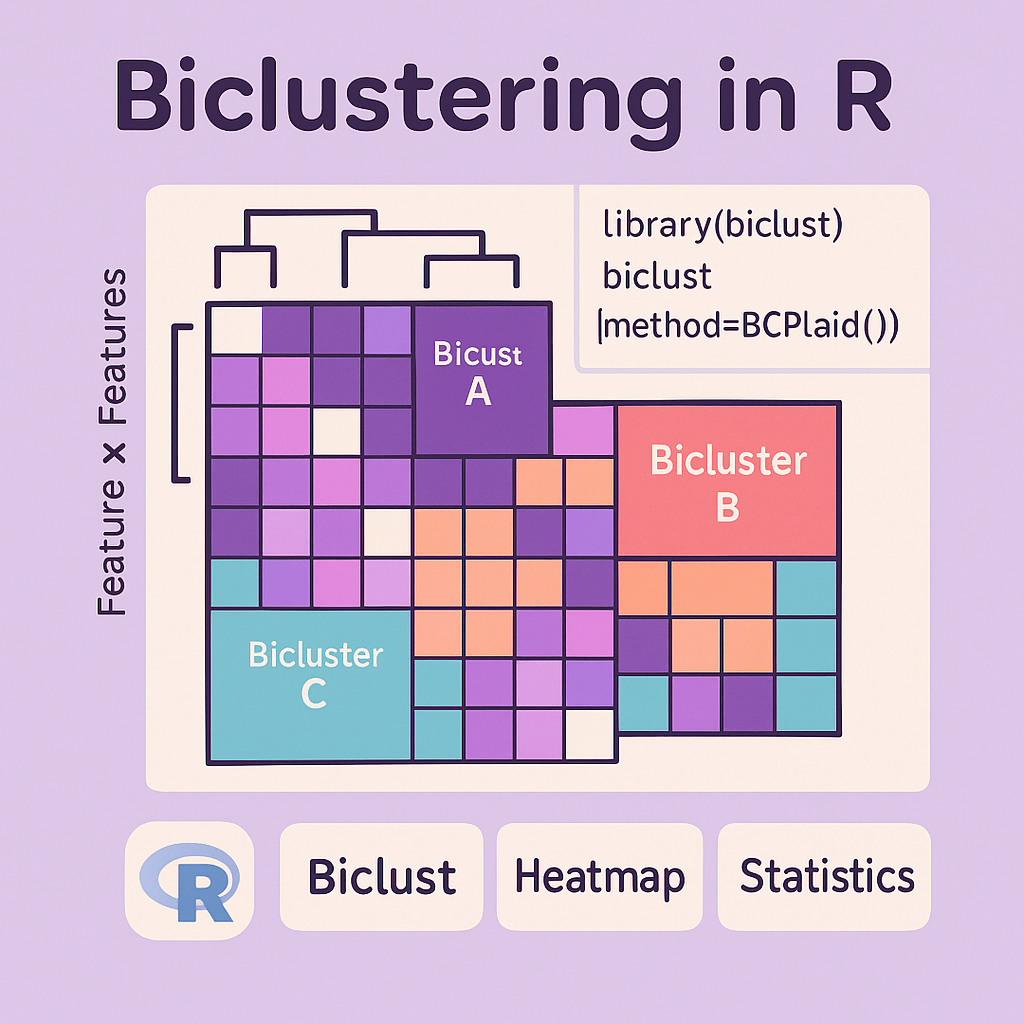 Biclustering in R
library(biclust)
biclust
|method=BCPlaid())
Feature x Features
Bicust
A
Bicluster
B
Bicluster
C
R
Biclust
Heatmap
Statistics